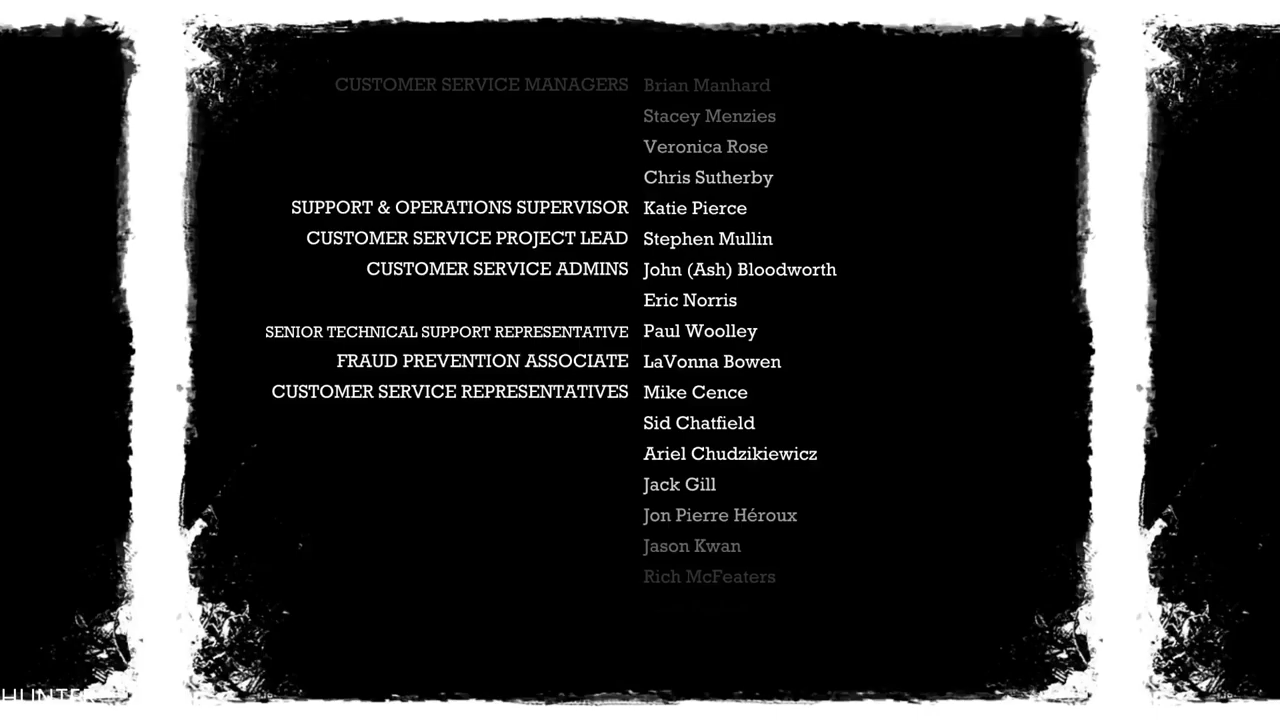 CUSTOMER SERVICE MANAGERS Brian Manhard
Stacey Menzies
Veronica Rose
Chris Sutherby
SUPPORT & OPERATIONS SUPERVISOR Katie Pierce
CUSTOMER SERVICE PROJECT LEAD Stephen Mullin
CUSTOMER SERVICE ADMINS John (Ash) Bloodworth
Eric Norris
SENIOR TECHNICAL SUPPORT REPRESENTATIVE Paul Woolley
FRAUD PREVENTION ASSOCIATE LaVonna Bowen
CUSTOMER SERVICE REPRESENTATIVES Mike Cence
Sid Chatfield
Ariel Chudzikiewicz
Jack Gill
Jon Pierre Héroux
Jason Kwan
Rich McFeaters